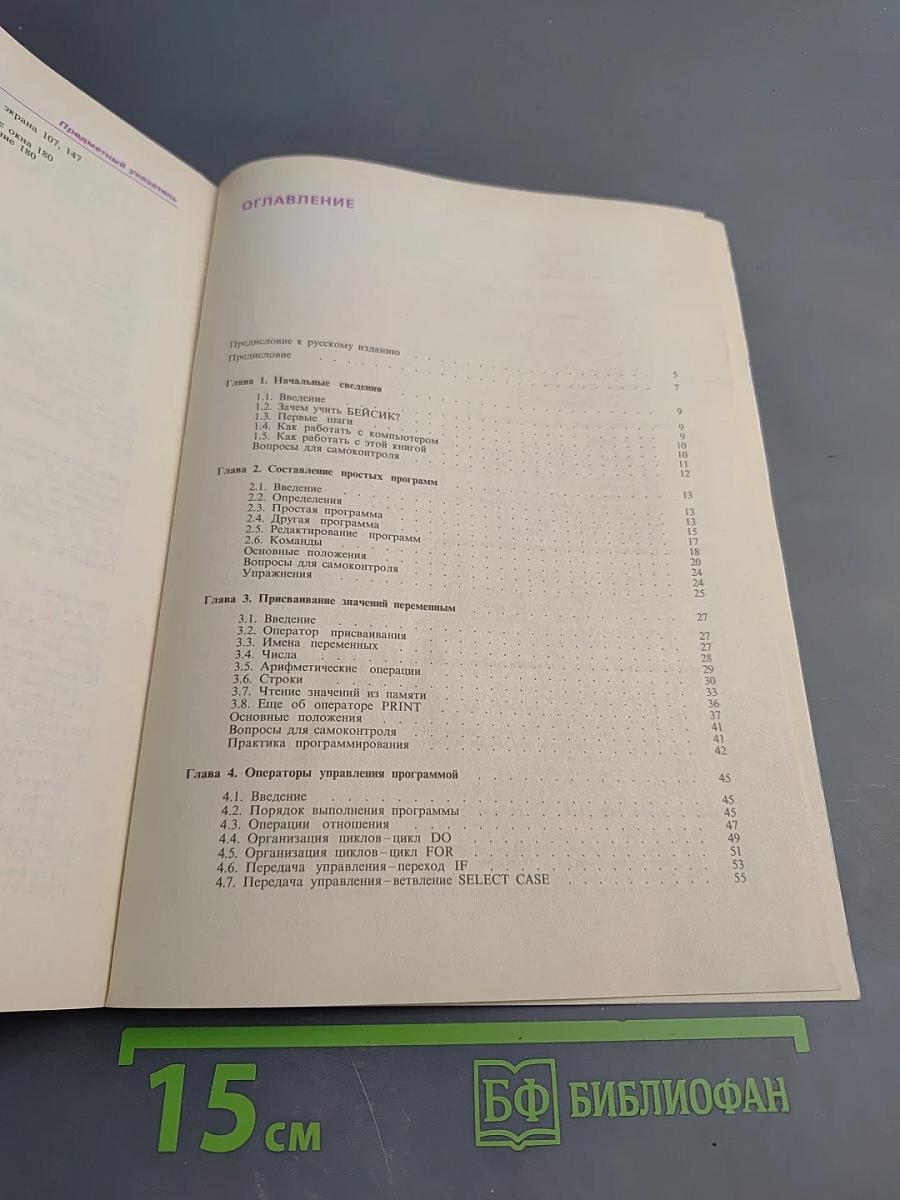 Предметный указатель
экрана 107, 147
окна 180
180
ОГЛАВЛЕНИЕ
Предисловие к русскому изданию . . . 5
Предисловие . . . 7
Глава 1. Начальные сведения . . . 9
1.1. Введение . . . 9
1.2. Зачем учить БЕЙСИК? . . . 9
1.3. Первые шаги . . . 10
1.4. Как работать с компьютером . . . 10
1.5. Как работать с этой книгой . . . 11
Вопросы для самоконтроля . . . 12
Глава 2. Составление простых программ . . . 13
2.1. Введение . . . 13
2.2. Определения . . . 13
2.3. Простая программа . . . 15
2.4. Другая программа . . . 17
2.5. Редактирование программ . . . 18
2.6. Команды . . . 20
Основные положения . . . 24
Вопросы для самоконтроля . . . 24
Упражнения . . . 25
Глава 3. Присваивание значений переменным . . . 27
3.1. Введение . . . 27
3.2. Оператор присваивания . . . 27
3.3. Имена переменных . . . 28
3.4. Числа . . . 29
3.5. Арифметические операции . . . 30
3.6. Строки . . . 33
3.7. Чтение значений из памяти . . . 36
3.8. Еще об операторе PRINT . . . 37
Основные положения . . . 41
Вопросы для самоконтроля . . . 41
Практика программирования . . . 42
Глава 4. Операторы управления программой . . . 45
4.1. Введение . . . 45
4.2. Порядок выполнения программы . . . 45
4.3. Операции отношения . . . 47
4.4. Организация циклов–цикл DO . . . 49
4.5. Организация циклов–цикл FOR . . . 51
4.6. Передача управления–переход IF . . . 53
4.7. Передача управления–ветвление SELECT CASE . . . 55
15 см
БФ БИБЛИОФАН